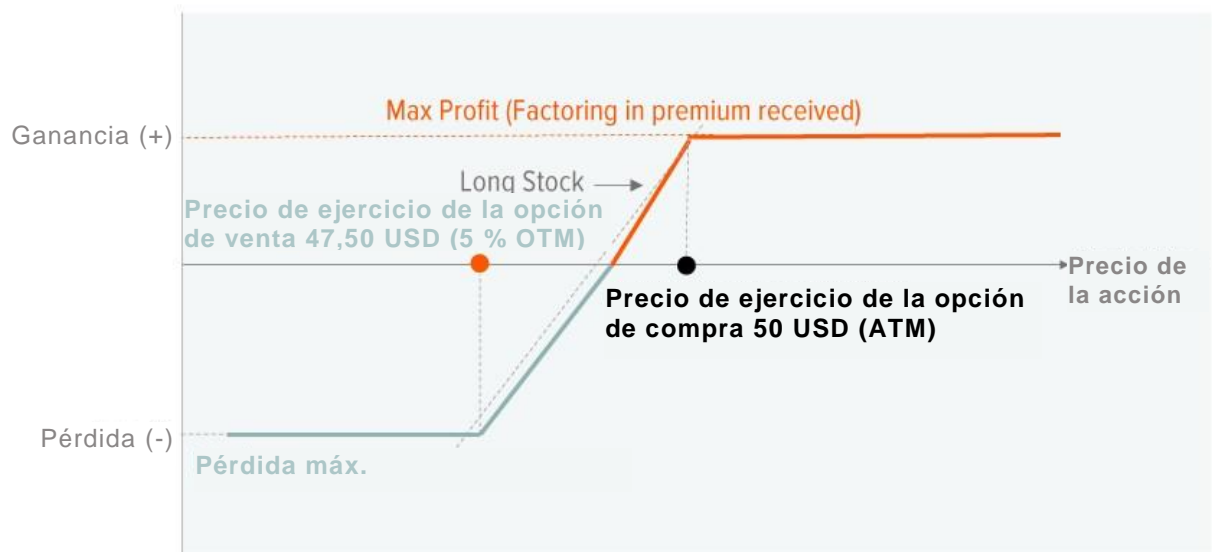 Max Profit (Factoring in premium received)
Ganancia (+)
Long Stock
Precio de ejercicio de la opción
de venta 47,50 USD (5 % OTM)
Precio de
la acción
Precio de ejercicio de la opción
de compra 50 USD (ATM)
Pérdida (-)
Pérdida máx.